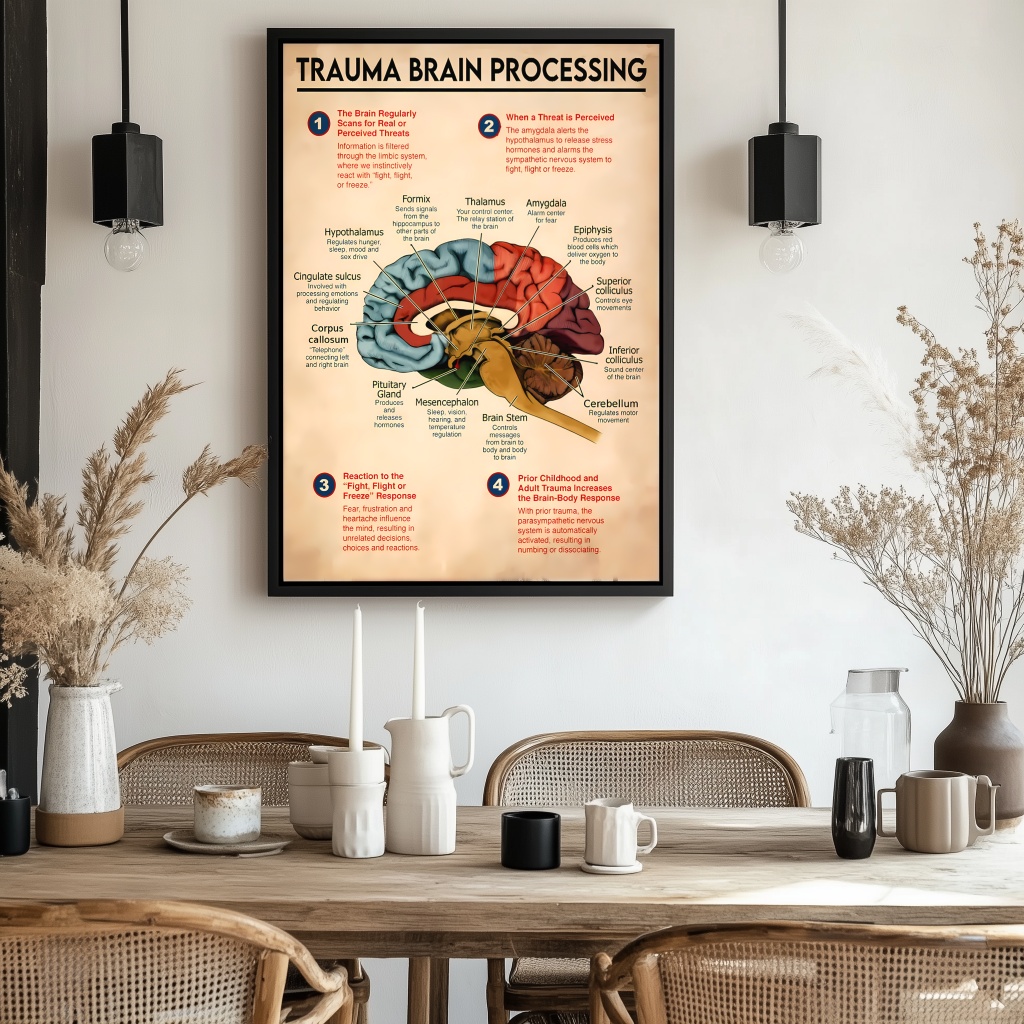 TRAUMA BRAIN PROCESSING
1
The Brain Regularly
Scans for Real or
Perceived Threats
Information is filtered
through the limbic system,
where we instinctively
react with "fight, flight,
or freeze."
2
When a Threat is Perceived
The amygdala alerts the
hypothalamus to release stress
hormones and alarms the
sympathetic nervous system to
fight, flight or freeze.
Formix
Sends signals
from the
hippocampus to
other parts of
the brain
Thalamus
Your control center.
The relay station of
the brain
Amygdala
Alarm center
for fear
Hypothalamus
Regulates hunger,
sleep, mood and
sex drive
Epiphysis
Produces red
blood cells which
deliver oxygen to
the body
Cingulate sulcus
Involved with
processing emotions
and regulating
behavior
Superior
colliculus
Controls eye
movements
Corpus
callosum
"Telephone"
connecting left
and right brain
Inferior
colliculus
Sound center
of the brain
Pituitary
Gland
Produces
and
releases
hormones
Mesencephalon
Sleep, vision,
hearing, and
temperature
regulation
Brain Stem
Controls
messages
from brain to
body and body
to brain
Cerebellum
Regulates motor
movement
3
Reaction to the
"Fight, Flight or
Freeze" Response
Fear, frustration and
heartache influence
the mind, resulting in
unrelated decisions.
choices and reactions.
4
Prior Childhood and
Adult Trauma Increases
the Brain-Body Response
With prior trauma, the
parasympathetic nervous
system is automatically
activated, resulting in
numbing or dissociating.